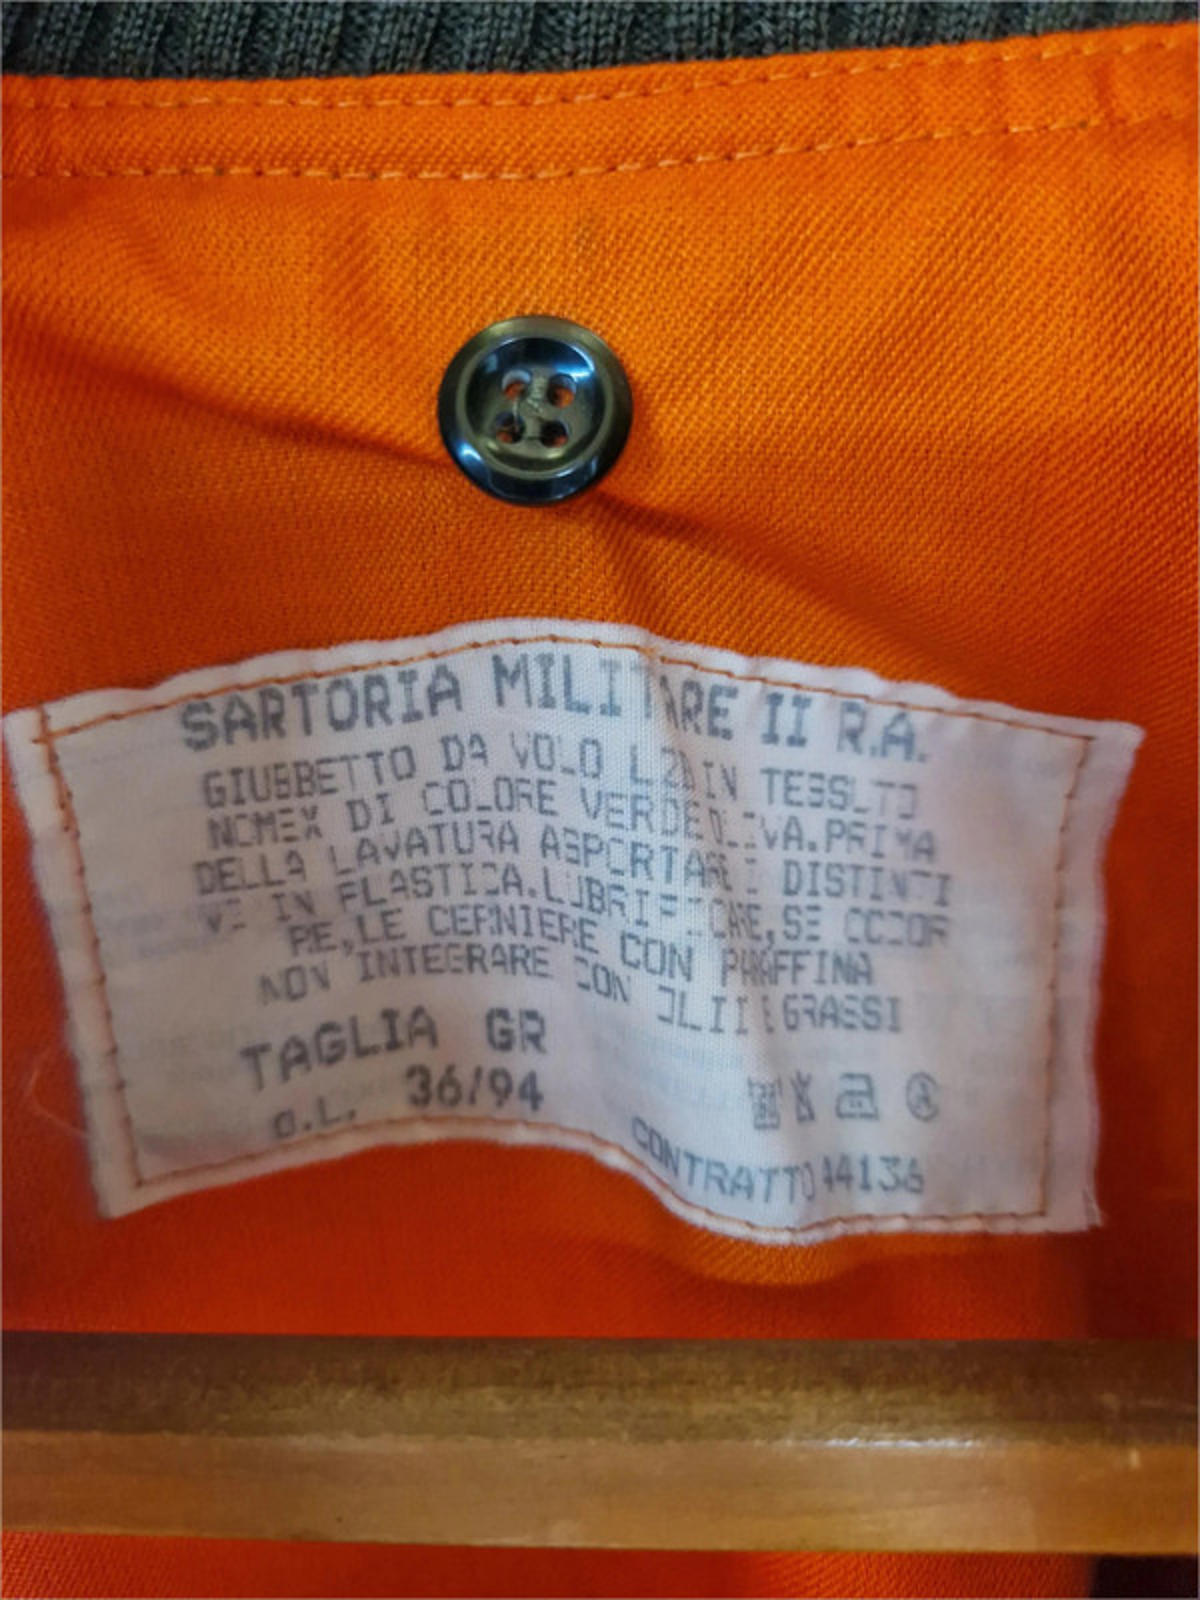 SARTORIA MILITARE II R.A.
GIUBBETTO DA VOLO IN TESSUTO
NOMEX DI COLORE VERDE OLIVA.PRIMA
DELLA LAVATURA ASPORTARE I DISTINTI
VI IN PLASTICA.LUBRIFICARE,SE OCCOR
RE,LE CERNIERE CON PARAFFINA
NON INTEGRARE CON OLII E GRASSI
TAGLIA GR
O.L. 36/94
CONTRATTO 44136